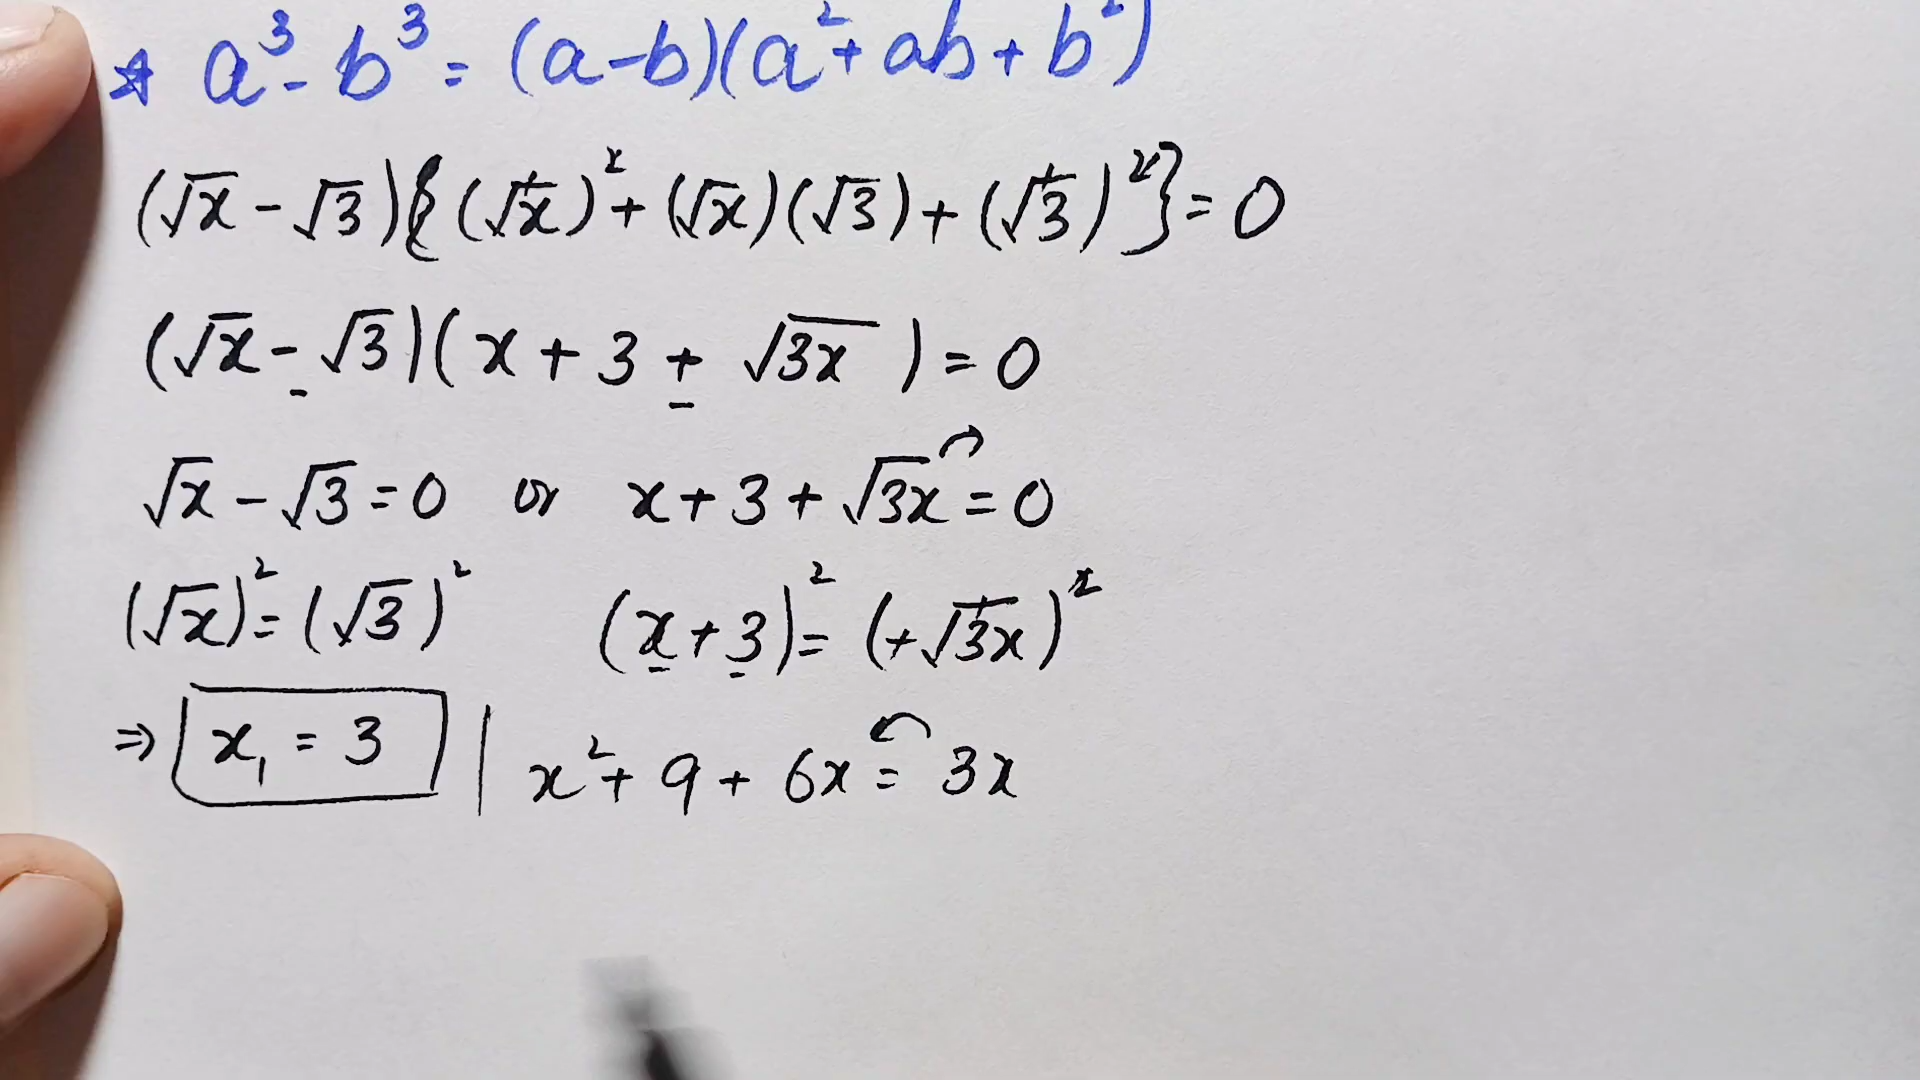 ☆ a³ - b³ = (a-b)(a²+ab+b²)
(√x - √3){(√x)² + (√x)(√3) + (√3)²} = 0
(√x - √3)(x + 3 + √3x) = 0
√x - √3 = 0 or x + 3 + √3x = 0
(√x)² = (√3)² (x + 3)² = (+√3x)²
⇒ x₁ = 3 | x² + 9 + 6x = 3x